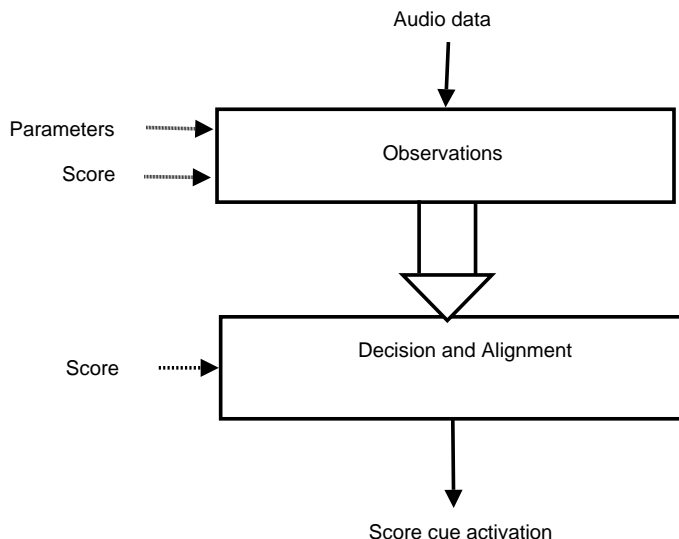 Audio data
Parameters
Observations
Score
Decision and Alignment
Score
Score cue activation